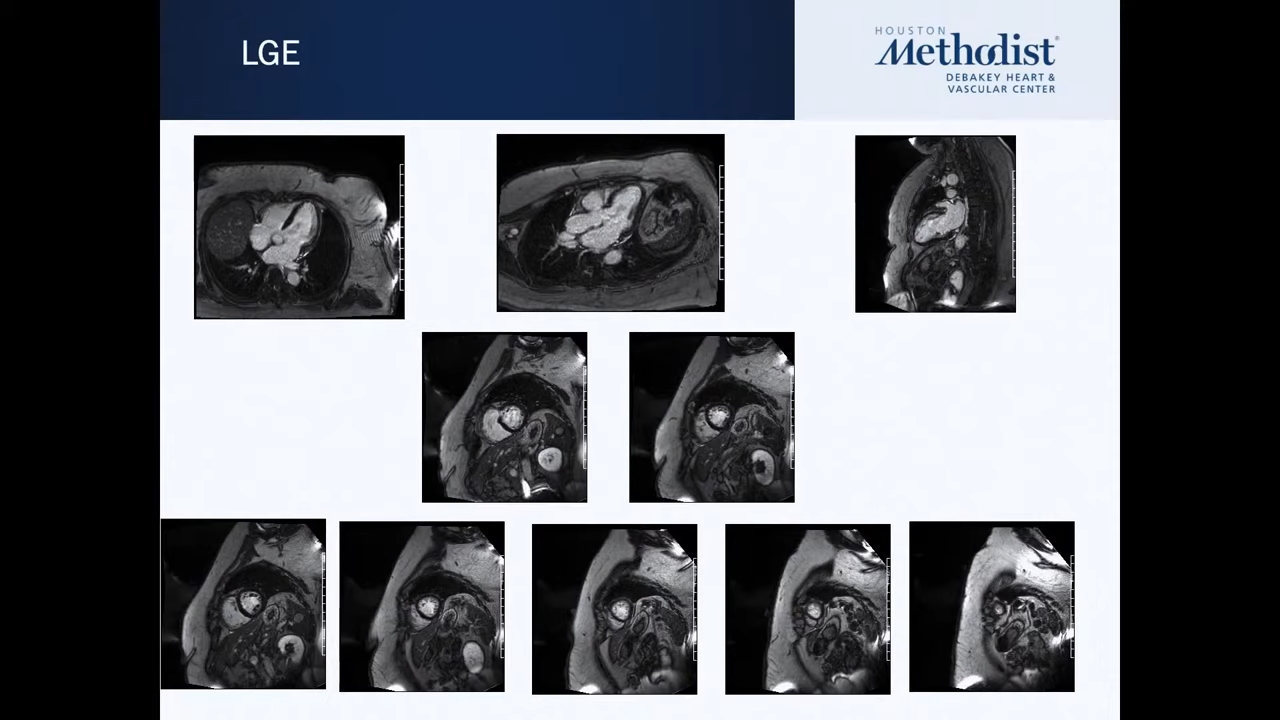 LGE
HOUSTON
Methodist®
DEBAKEY HEART &
VASCULAR CENTER